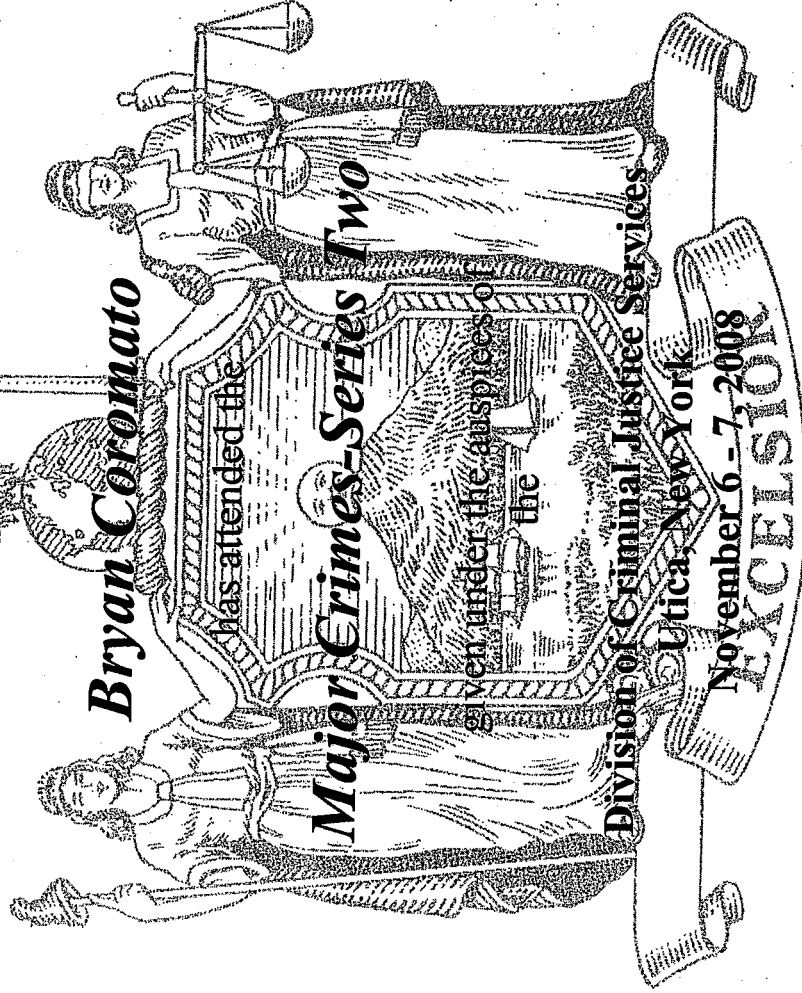 Bryan Coromato
has attended the
Major Crimes-Series Two
given under the auspices of
the
Division of Criminal Justice Services
Utica, New York
November 6 - 7, 2008
EXCELSIOR